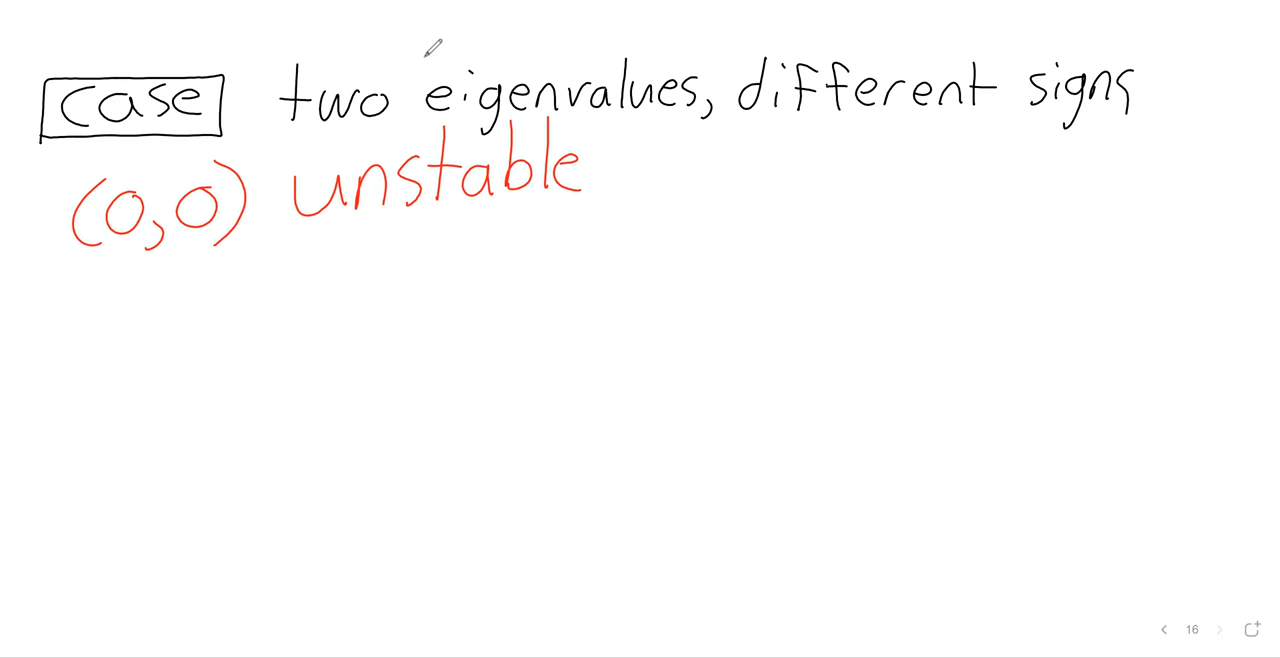 case two eigenvalues, different signs
(0,0) unstable
16